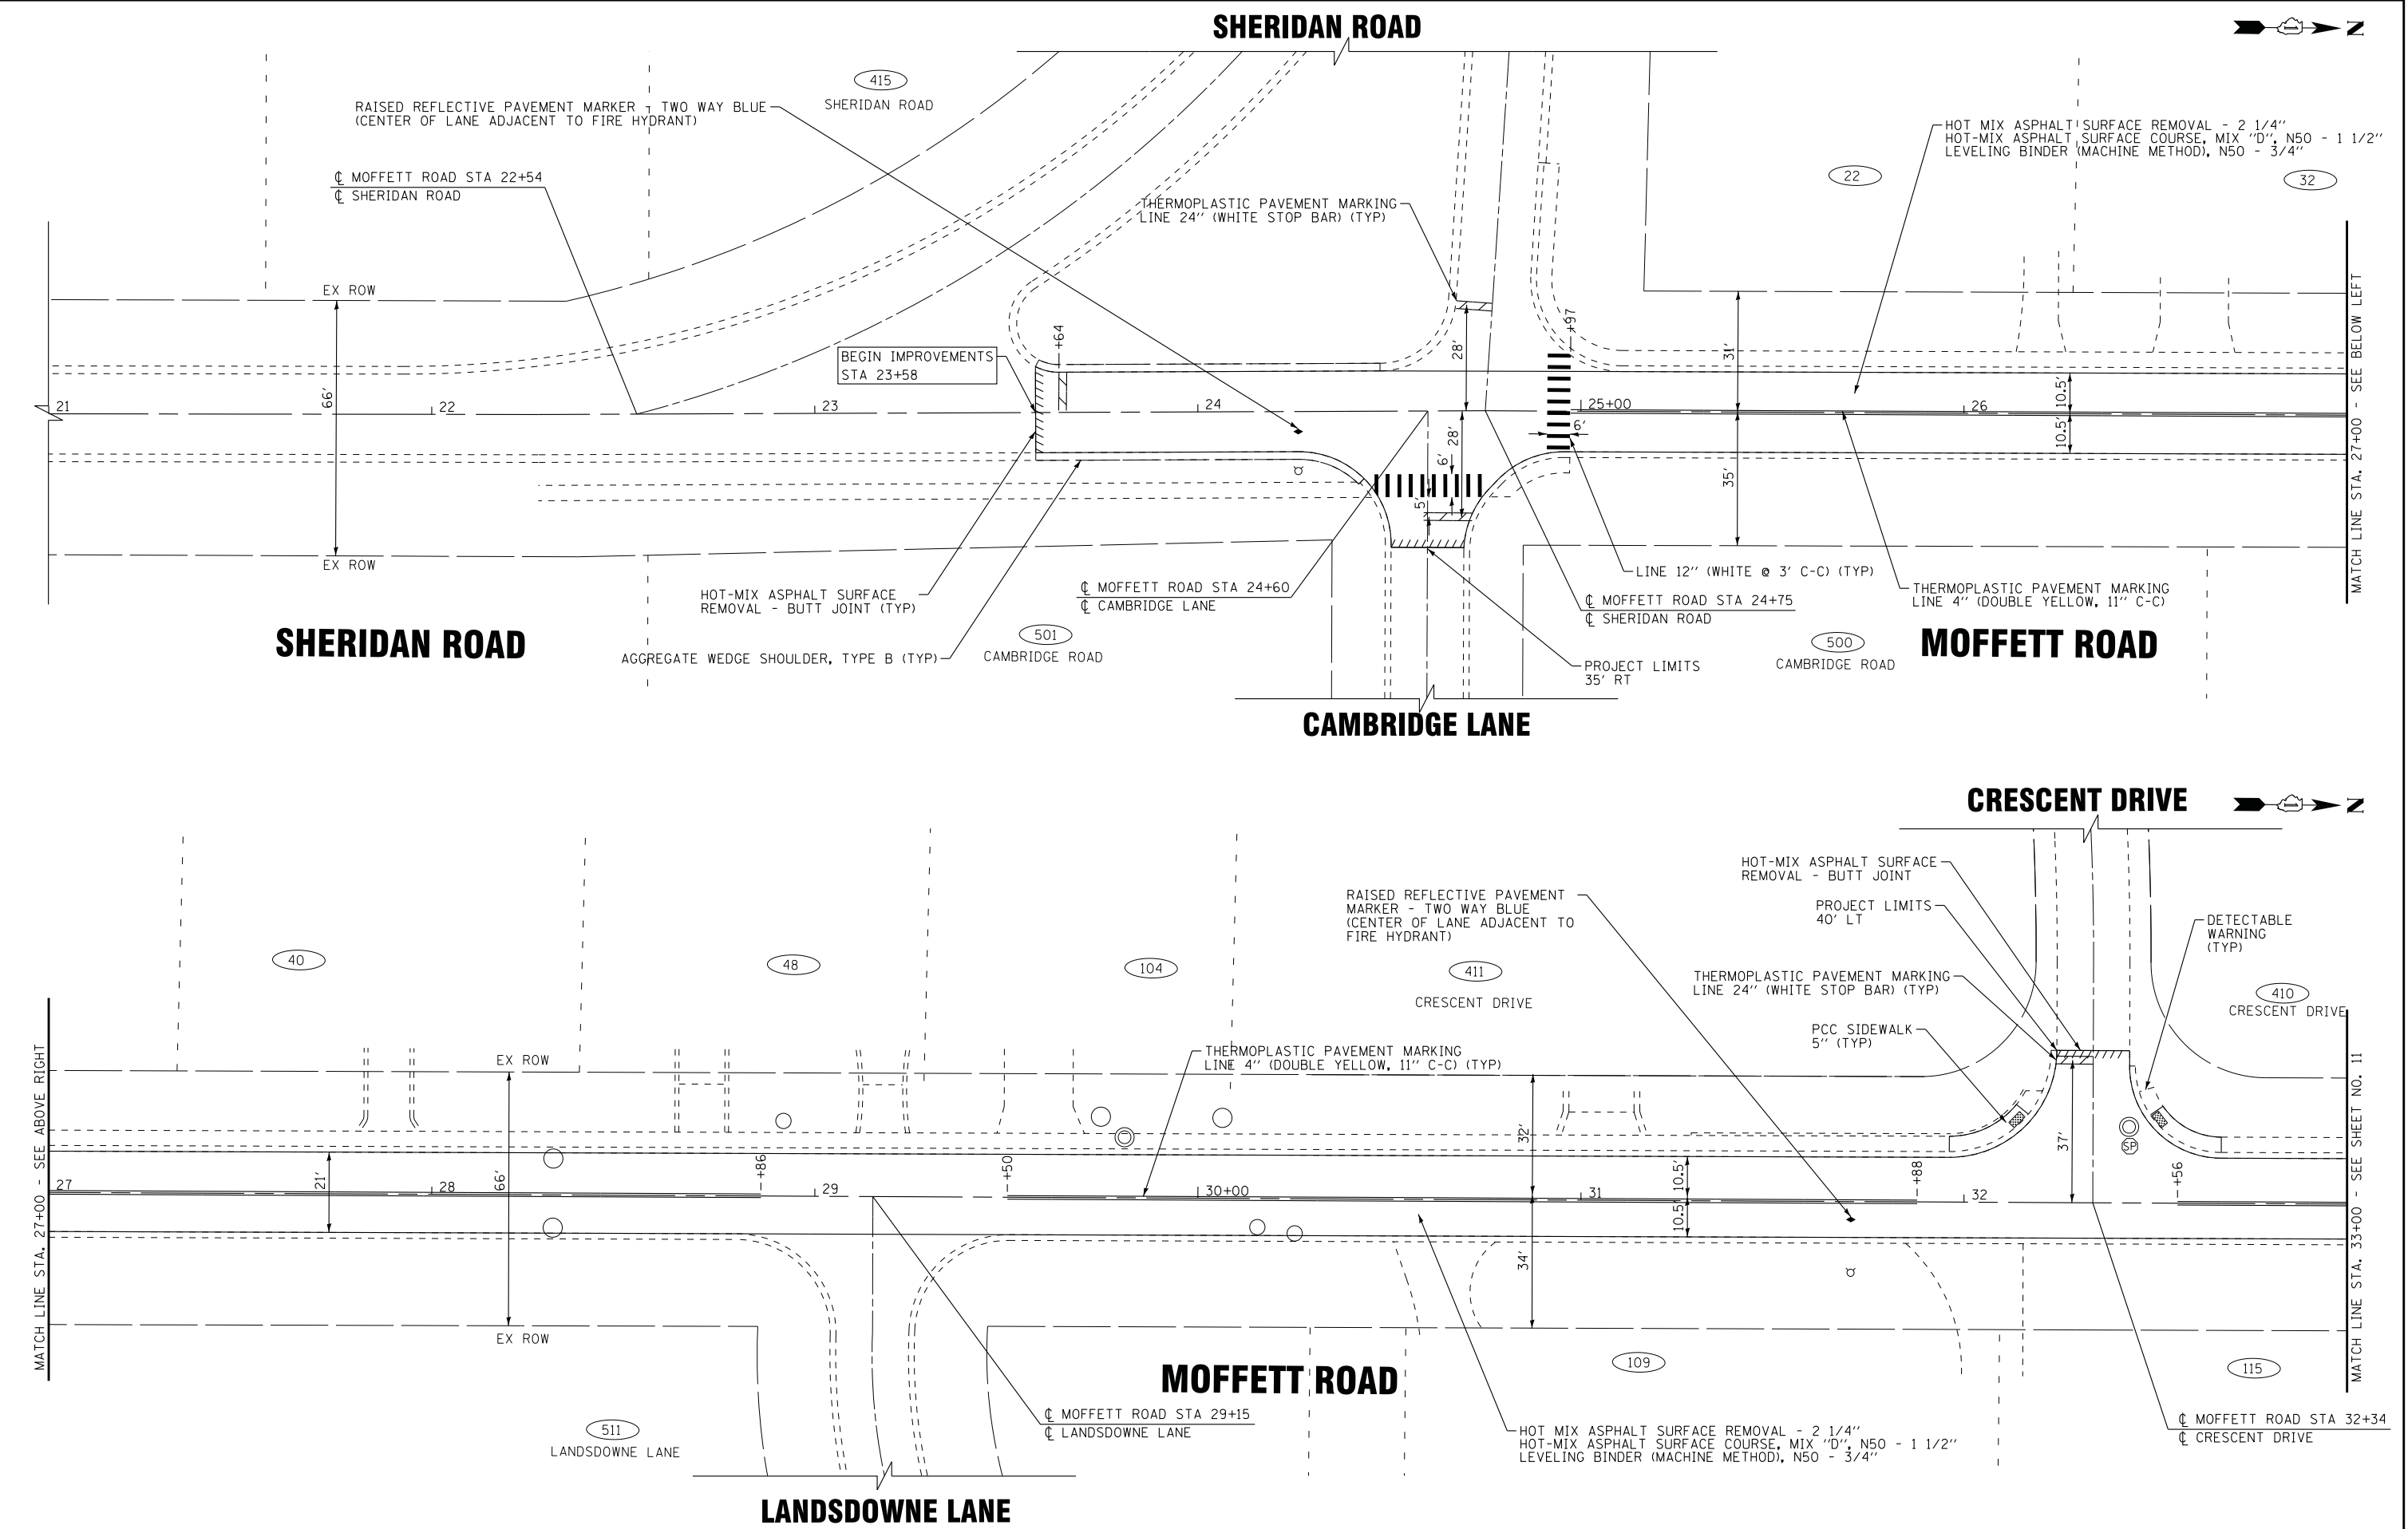 SHERIDAN ROAD
N
415
SHERIDAN ROAD
RAISED REFLECTIVE PAVEMENT MARKER - TWO WAY BLUE
(CENTER OF LANE ADJACENT TO FIRE HYDRANT)
HOT MIX ASPHALT SURFACE REMOVAL - 2 1/4"
HOT-MIX ASPHALT SURFACE COURSE, MIX "D", N50 - 1 1/2"
LEVELING BINDER (MACHINE METHOD), N50 - 3/4"
22
32
℄ MOFFETT ROAD STA 22+54
℄ SHERIDAN ROAD
THERMOPLASTIC PAVEMENT MARKING
LINE 24" (WHITE STOP BAR) (TYP)
EX ROW
66'
BEGIN IMPROVEMENTS
STA 23+58
+64
28'
+97
31'
10.5'
21
22
23
24
25+00
26
10.5'
6'
28'
6'
5'
35'
EX ROW
MATCH LINE STA. 27+00 - SEE BELOW LEFT
HOT-MIX ASPHALT SURFACE
REMOVAL - BUTT JOINT (TYP)
℄ MOFFETT ROAD STA 24+60
℄ CAMBRIDGE LANE
LINE 12" (WHITE @ 3' C-C) (TYP)
℄ MOFFETT ROAD STA 24+75
℄ SHERIDAN ROAD
THERMOPLASTIC PAVEMENT MARKING
LINE 4" (DOUBLE YELLOW, 11" C-C)
SHERIDAN ROAD
AGGREGATE WEDGE SHOULDER, TYPE B (TYP)
501
CAMBRIDGE ROAD
PROJECT LIMITS
35' RT
500
CAMBRIDGE ROAD
MOFFETT ROAD
CAMBRIDGE LANE
CRESCENT DRIVE
N
HOT-MIX ASPHALT SURFACE
REMOVAL - BUTT JOINT
RAISED REFLECTIVE PAVEMENT
MARKER - TWO WAY BLUE
(CENTER OF LANE ADJACENT TO
FIRE HYDRANT)
PROJECT LIMITS
40' LT
DETECTABLE
WARNING
(TYP)
40
48
104
411
CRESCENT DRIVE
THERMOPLASTIC PAVEMENT MARKING
LINE 24" (WHITE STOP BAR) (TYP)
410
CRESCENT DRIVE
PCC SIDEWALK
5" (TYP)
EX ROW
THERMOPLASTIC PAVEMENT MARKING
LINE 4" (DOUBLE YELLOW, 11" C-C) (TYP)
MATCH LINE STA. 27+00 - SEE ABOVE RIGHT
21'
66'
+86
+50
32'
10.5'
+88
37'
SP
+56
27
28
29
30+00
31
32
10.5'
34'
EX ROW
MATCH LINE STA. 33+00 - SEE SHEET NO. 11
MOFFETT ROAD
109
115
℄ MOFFETT ROAD STA 29+15
℄ LANDSDOWNE LANE
511
LANDSDOWNE LANE
HOT MIX ASPHALT SURFACE REMOVAL - 2 1/4"
HOT-MIX ASPHALT SURFACE COURSE, MIX "D", N50 - 1 1/2"
LEVELING BINDER (MACHINE METHOD), N50 - 3/4"
℄ MOFFETT ROAD STA 32+34
℄ CRESCENT DRIVE
LANDSDOWNE LANE